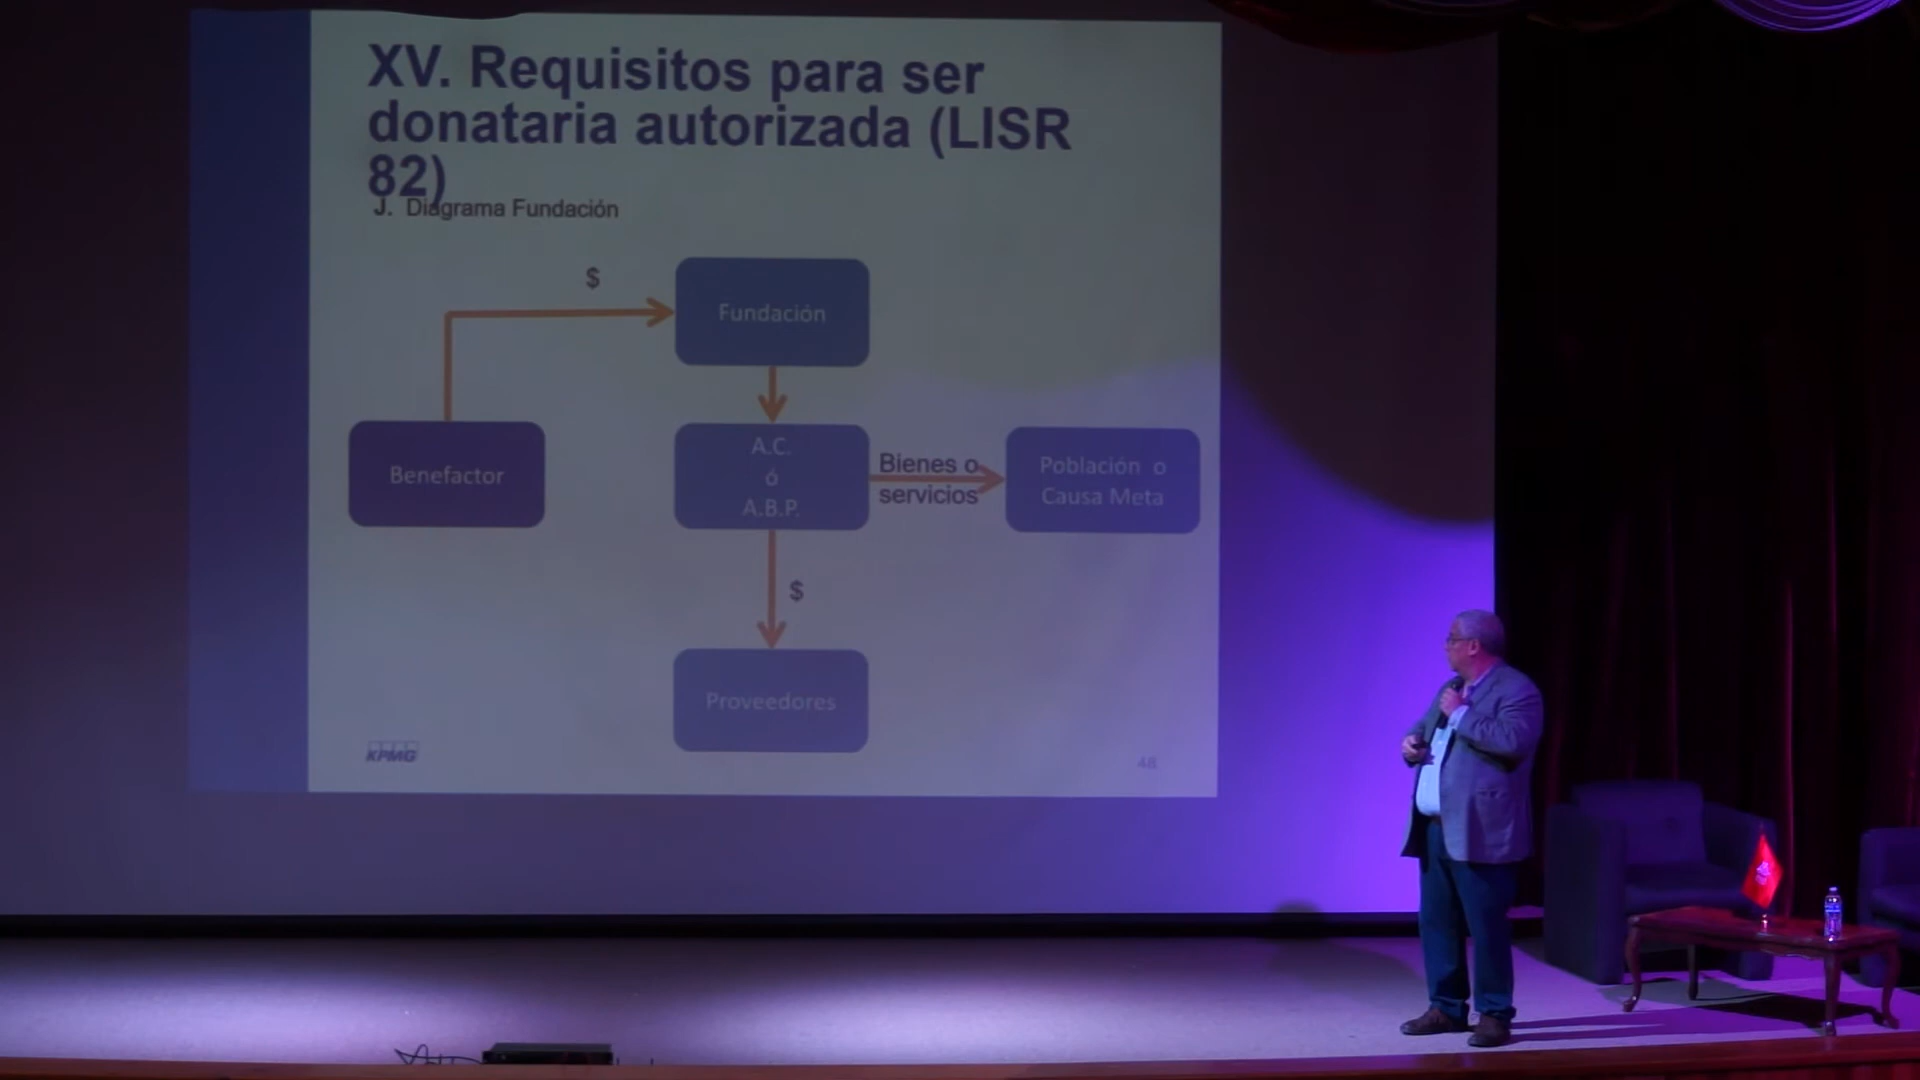 XV. Requisitos para ser
donataria autorizada (LISR
82)
J. Diagrama Fundación
$
Fundación
Benefactor
A.C.
ó
A.B.P.
Bienes o
servicios
Población o
Causa Meta
$
Proveedores
KPMG
48